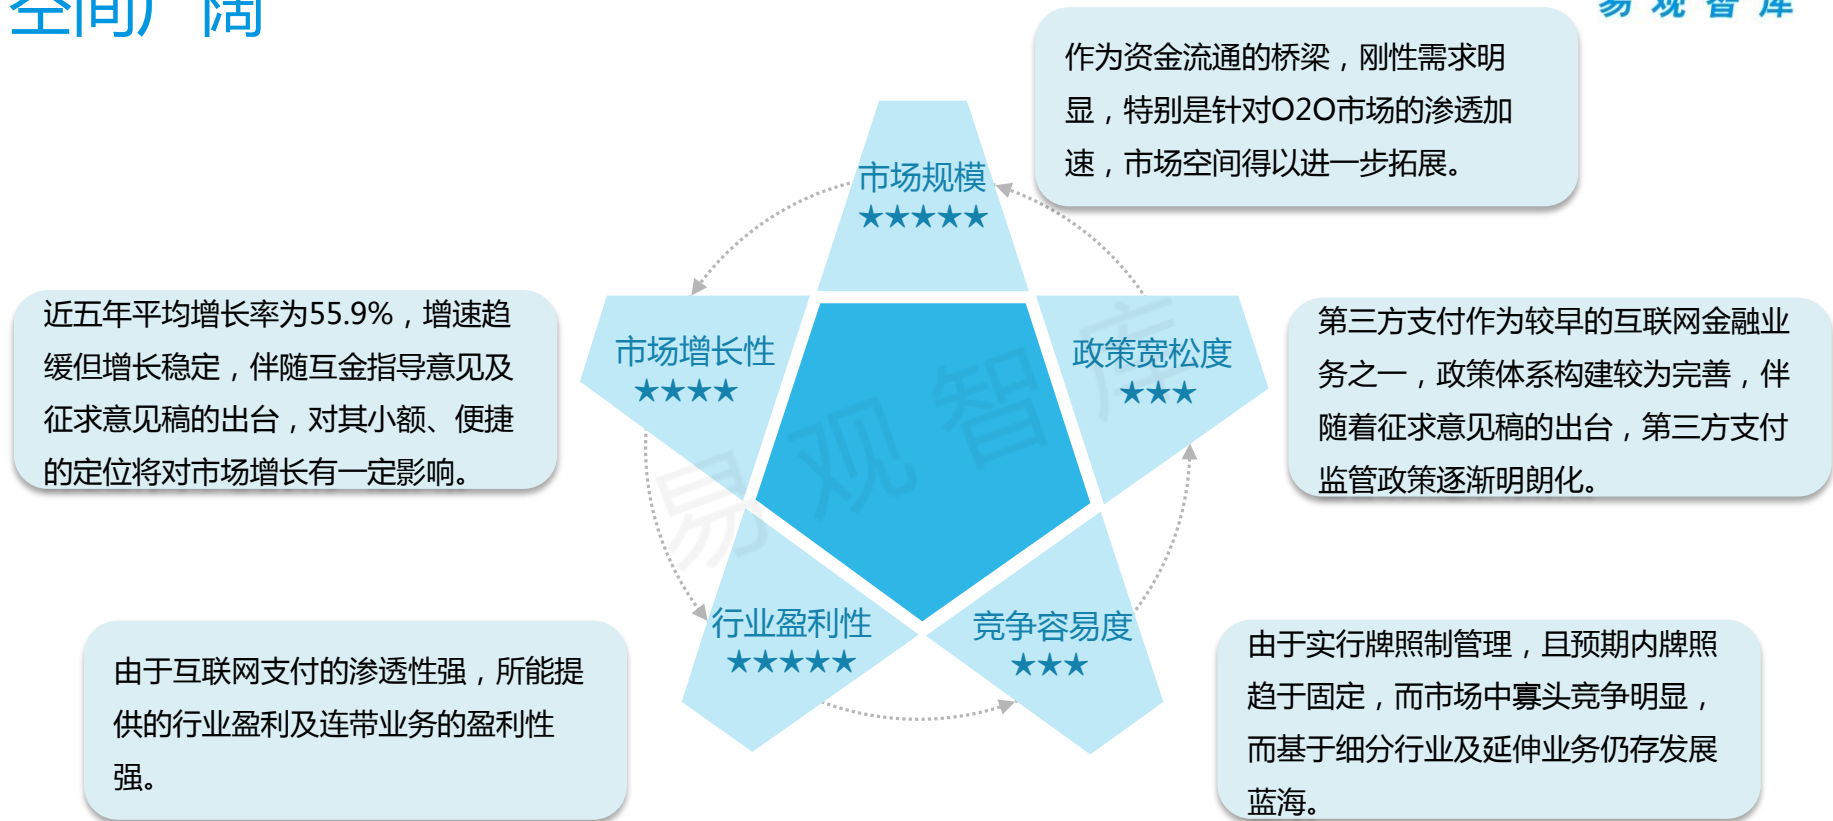 空间广阔
易观智库
作为资金流通的桥梁，刚性需求明
显，特别是针对O2O市场的渗透加
速，市场空间得以进一步拓展。
市场规模
★★★★★
近五年平均增长率为55.9%，增速趋
缓但增长稳定，伴随互金指导意见及
征求意见稿的出台，对其小额、便捷
的定位将对市场增长有一定影响。
市场增长性
★★★★
政策宽松度
★★★
第三方支付作为较早的互联网金融业
务之一，政策体系构建较为完善，伴
随着征求意见稿的出台，第三方支付
监管政策逐渐明朗化。
易观智库
行业盈利性
★★★★★
竞争容易度
★★★
由于互联网支付的渗透性强，所能提
供的行业盈利及连带业务的盈利性
强。
由于实行牌照制管理，且预期内牌照
趋于固定，而市场中寡头竞争明显，
而基于细分行业及延伸业务仍存发展
蓝海。